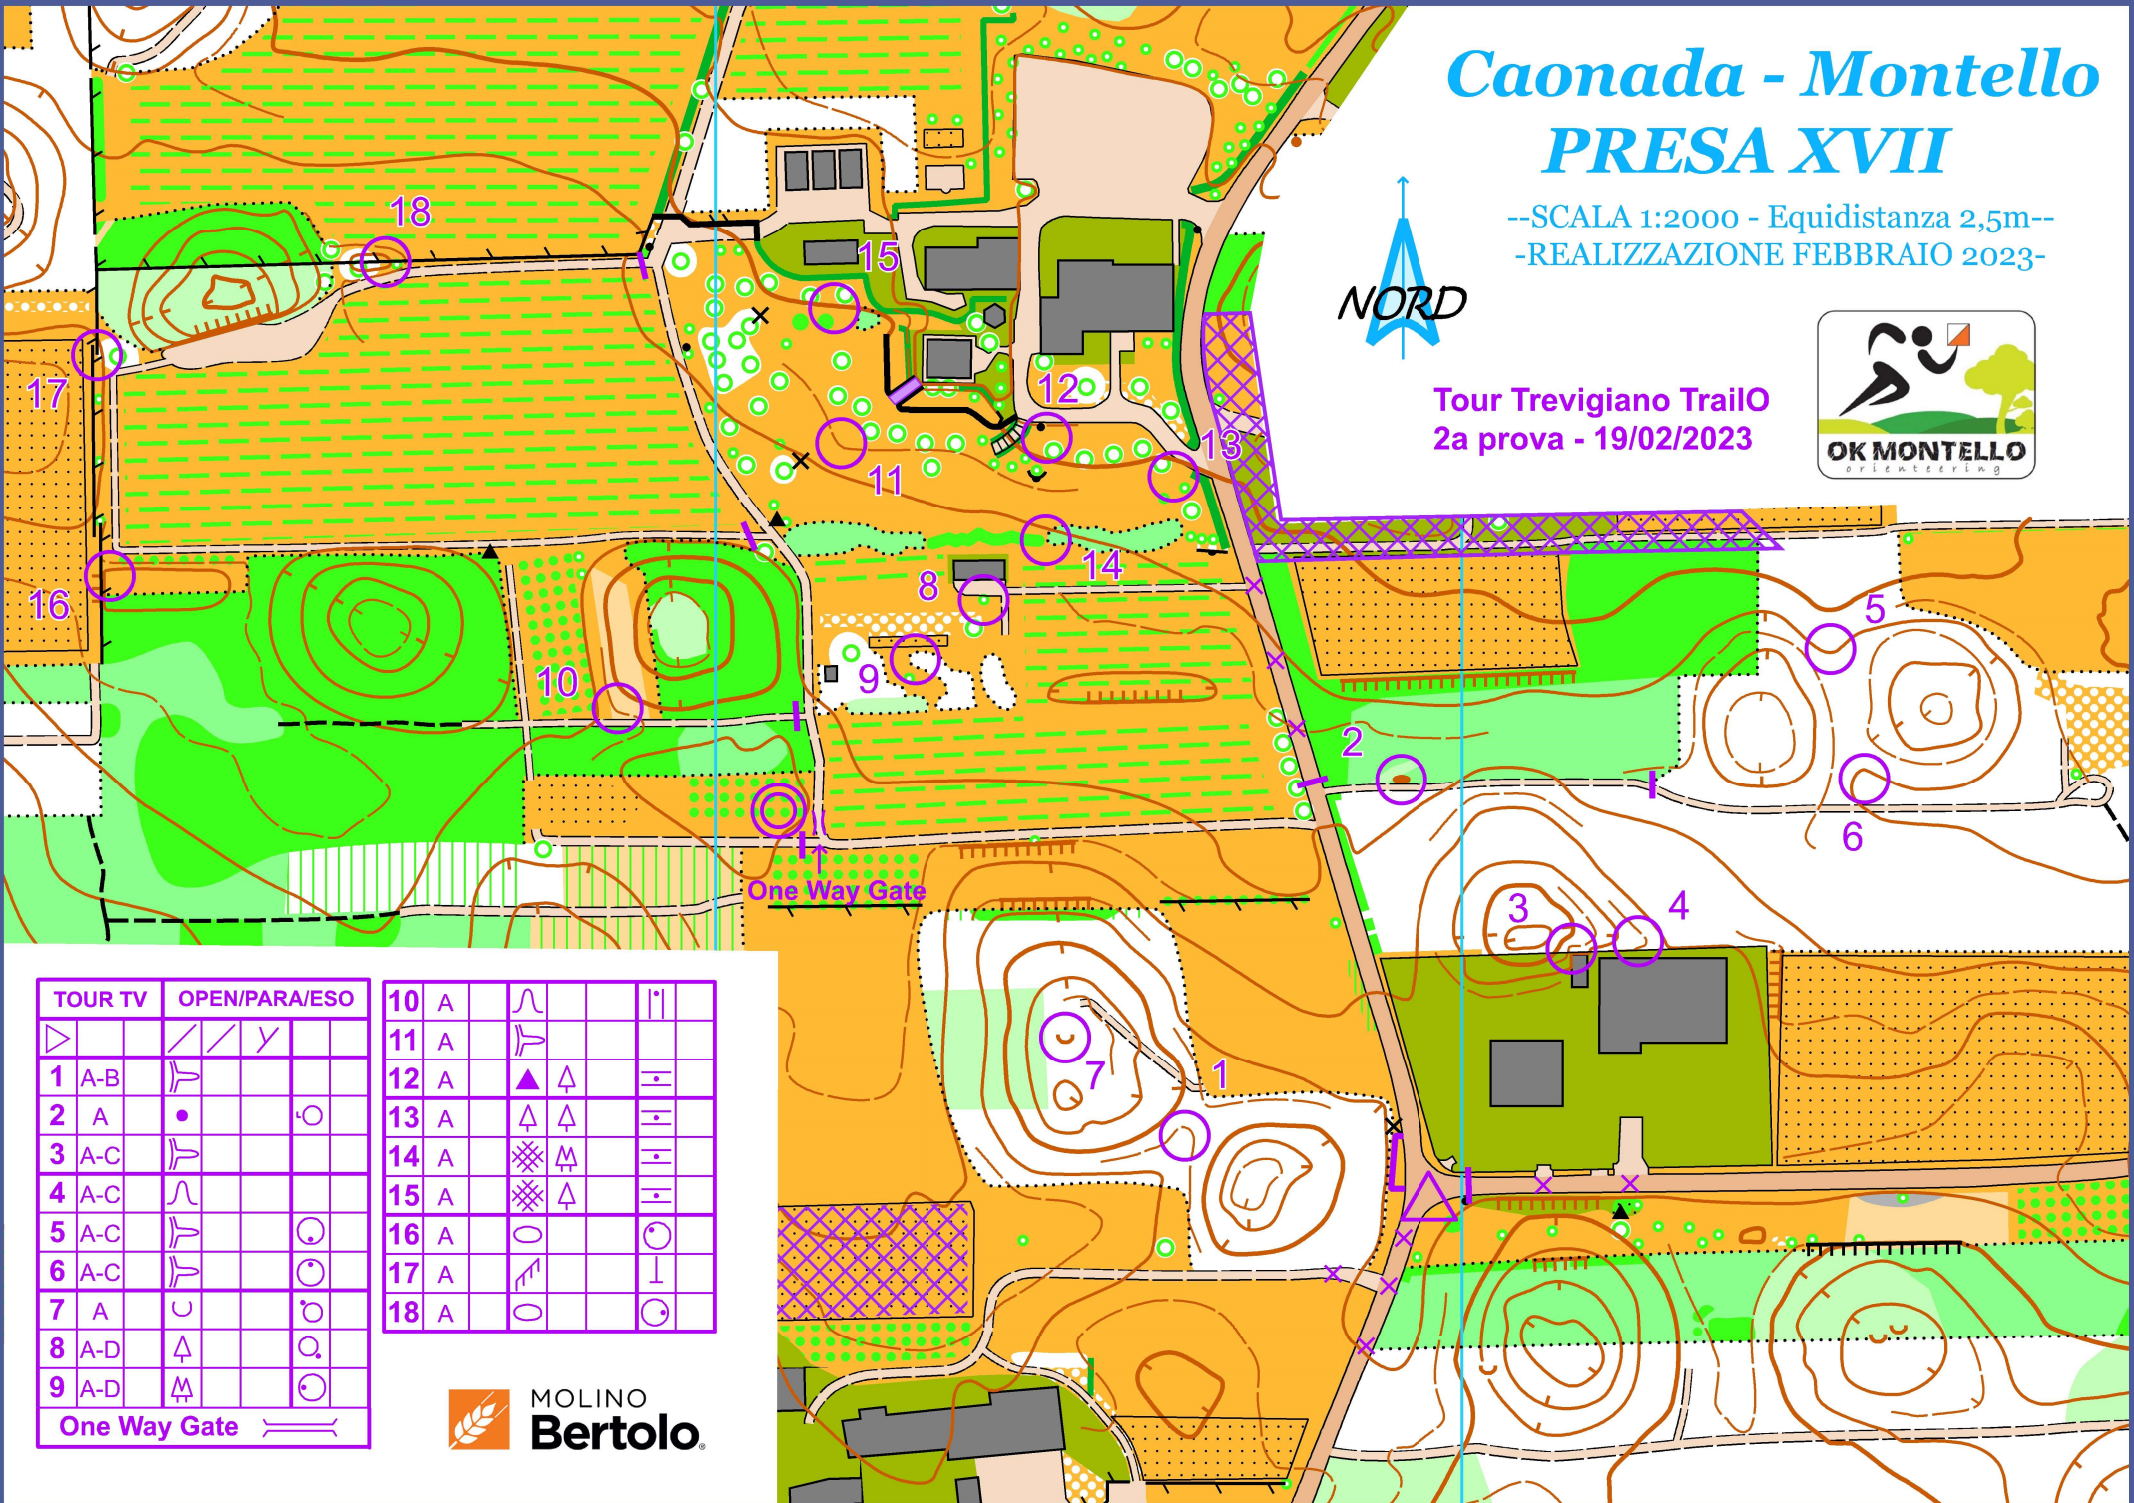 Caonada - Montello
PRESA XVII
--SCALA 1:2000 - Equidistanza 2,5m--
-REALIZZAZIONE FEBBRAIO 2023-
NORD
Tour Trevigiano TrailO
2a prova - 19/02/2023
OK MONTELLO
orienteering
18
15
17
12
13
11
14
16
8
5
10
9
2
6
One Way Gate
3
4
7
1
TOUR TV OPEN/PARA/ESO
1 A-B
2 A
3 A-C
4 A-C
5 A-C
6 A-C
7 A
8 A-D
9 A-D
One Way Gate
10 A
11 A
12 A
13 A
14 A
15 A
16 A
17 A
18 A
MOLINO
Bertolo